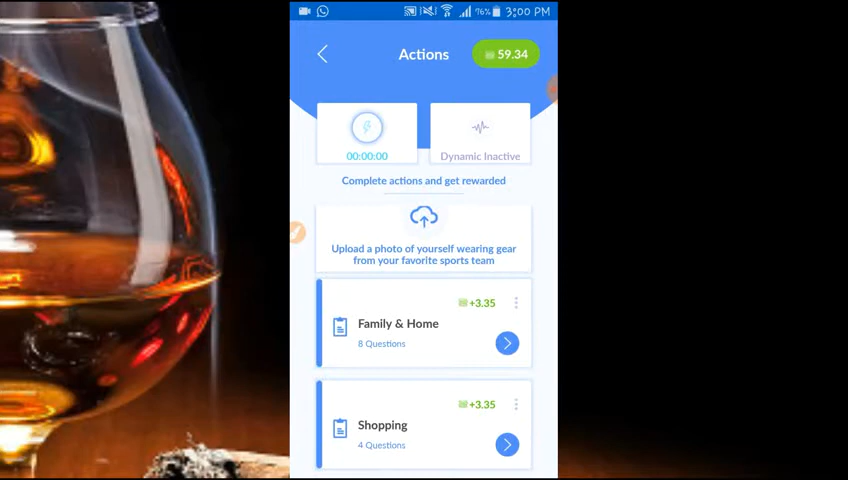 76% 3:00 PM
Actions
59.34
00:00:00
Dynamic Inactive
Complete actions and get rewarded
Upload a photo of yourself wearing gear
from your favorite sports team
+3.35
Family & Home
8 Questions
+3.35
Shopping
4 Questions